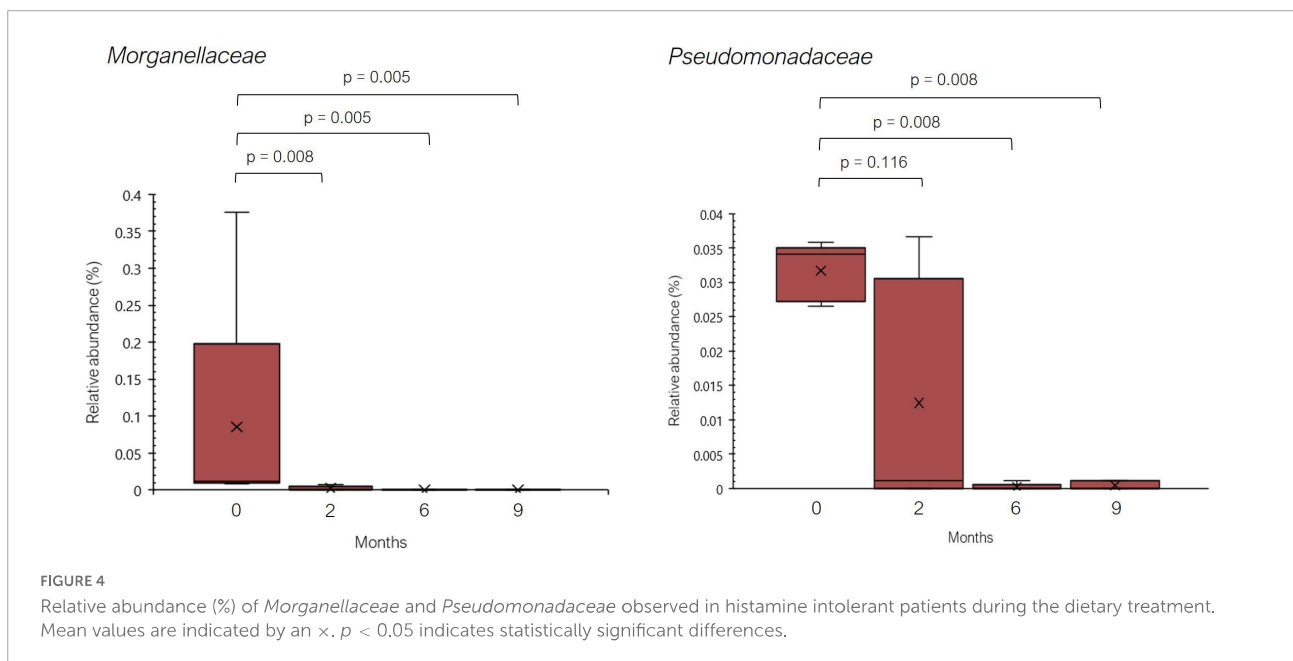 Morganellaceae
p = 0.005
p = 0.005
p = 0.008
0.4
0.35
0.3
0.25
0.2
0.15
0.1
0.05
0
Relative abundance (%)
0 2 6 9
Months
Pseudomonadaceae
p = 0.008
p = 0.008
p = 0.116
0.04
0.035
0.03
0.025
0.02
0.015
0.01
0.005
0
Relative abundance (%)
0 2 6 9
Months
FIGURE 4
Relative abundance (%) of Morganellaceae and Pseudomonadaceae observed in histamine intolerant patients during the dietary treatment.
Mean values are indicated by an ×. p < 0.05 indicates statistically significant differences.